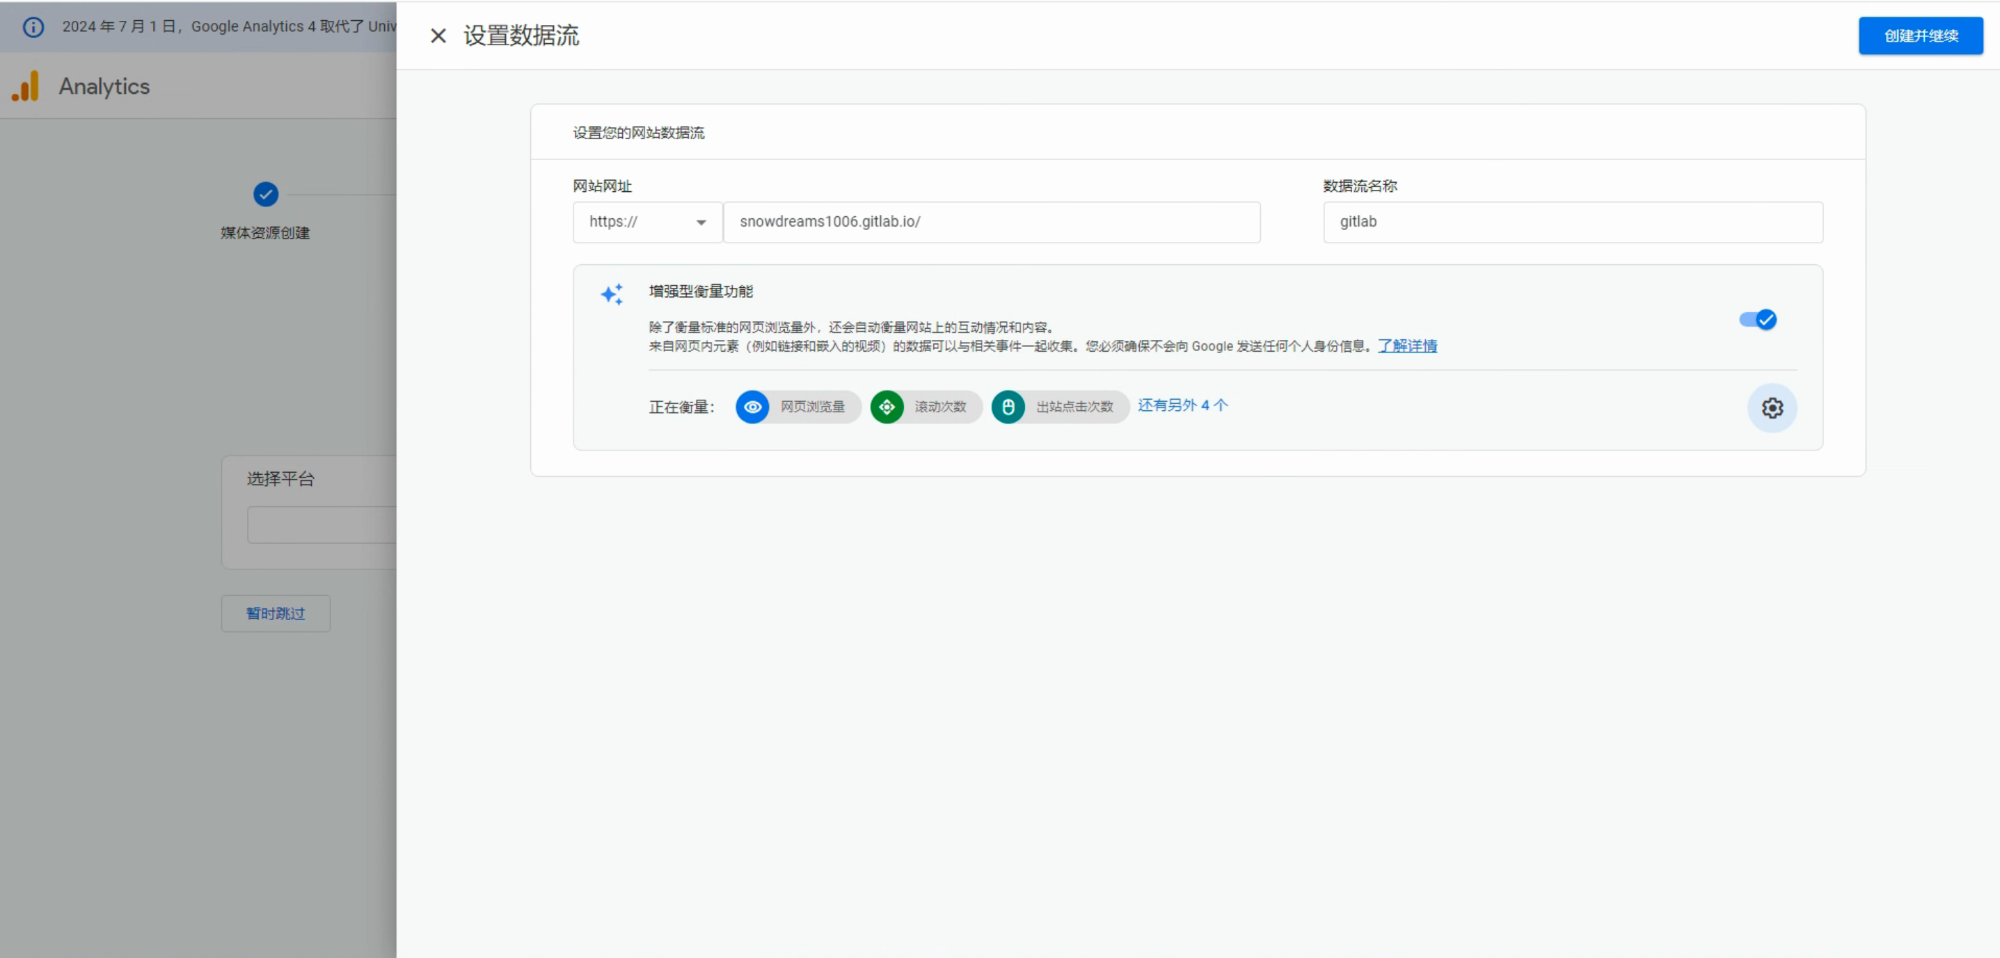 2024 年 7 月 1 日，Google Analytics 4 取代了 Univ
Analytics
媒体资源创建
选择平台
暂时跳过
设置数据流
创建并继续
设置您的网站数据流
网站网址
数据流名称
https://
snowdreams1006.gitlab.io/
gitlab
增强型衡量功能
除了衡量标准的网页浏览量外，还会自动衡量网站上的互动情况和内容。
来自网页内元素（例如链接和嵌入的视频）的数据可以与相关事件一起收集。您必须确保不会向 Google 发送任何个人身份信息。了解详情
正在衡量： 网页浏览量 滚动次数 出站点击次数 还有另外 4 个